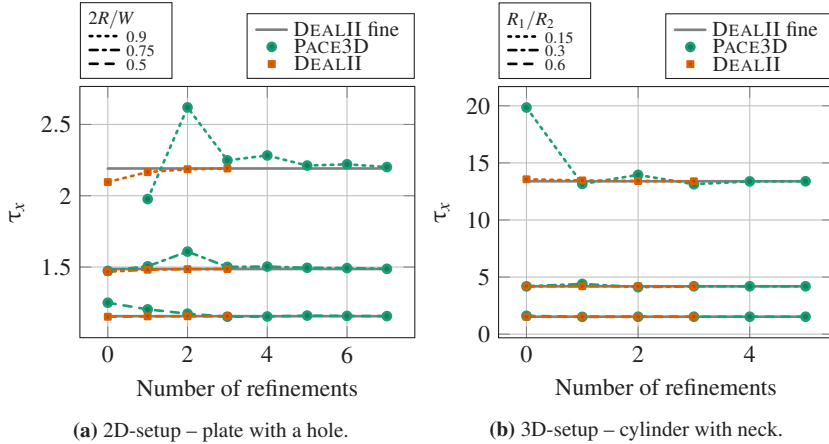 2R/W
0.9
0.75
0.5
DEALII fine
PACE3D
DEALII
2.5
2
1.5
τx
0 2 4 6
Number of refinements
(a) 2D-setup – plate with a hole.
R1/R2
0.15
0.3
0.6
DEALII fine
PACE3D
DEALII
20
15
10
5
0
τx
0 2 4
Number of refinements
(b) 3D-setup – cylinder with neck.